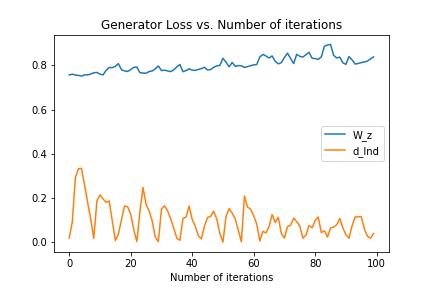 Generator Loss vs. Number of iterations
0.8
0.6
0.4
0.2
0.0
W_z
d_lnd
0 20 40 60 80 100
Number of iterations